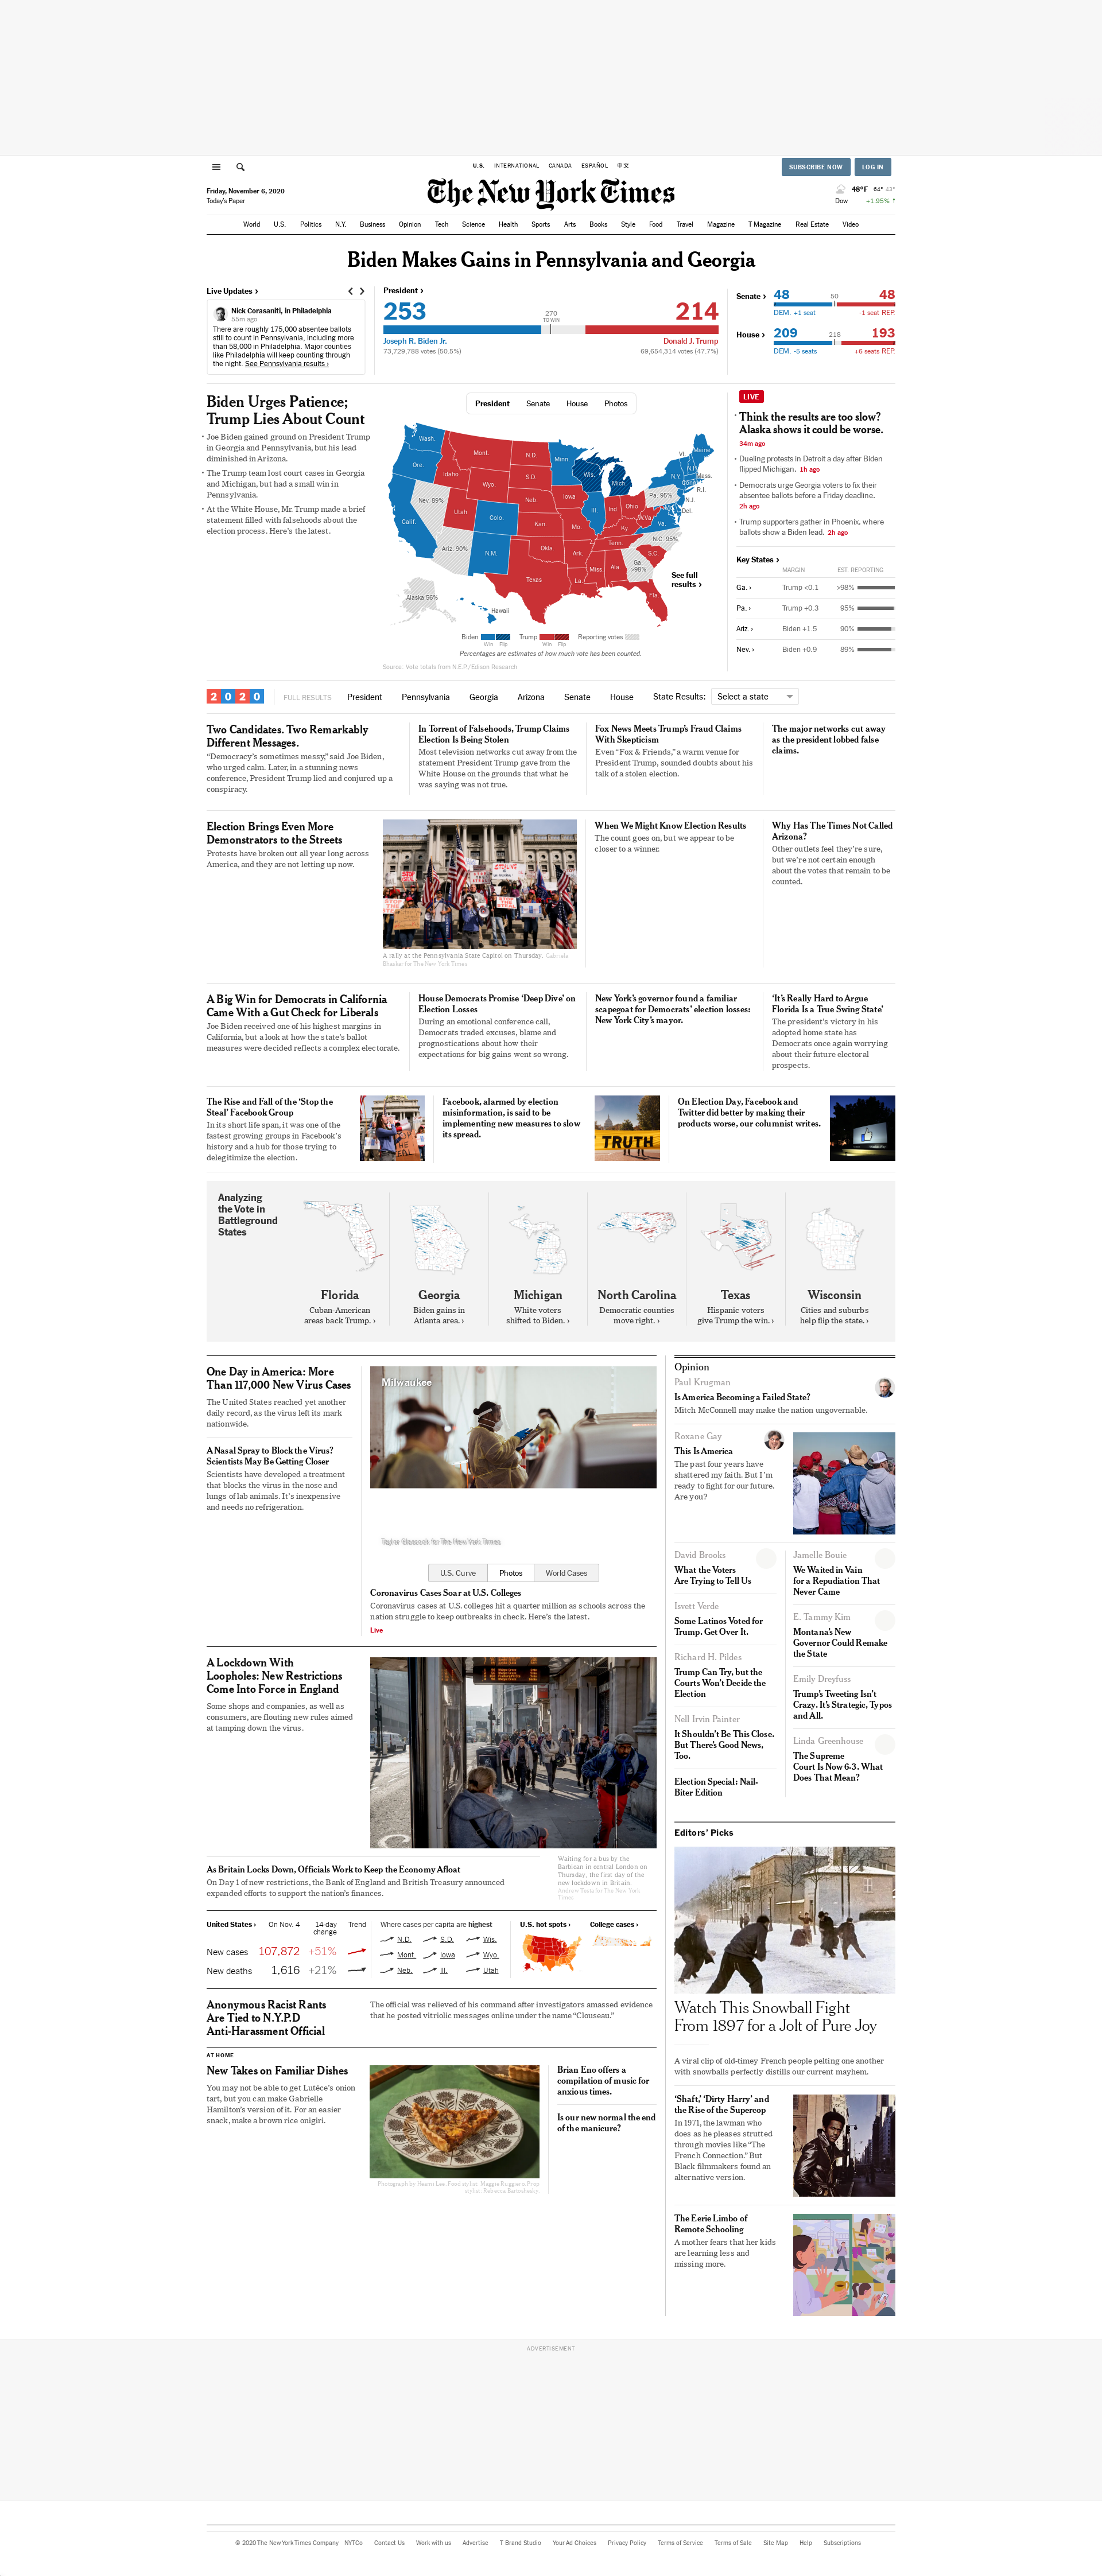 U.S. INTERNATIONAL CANADA ESPAÑOL 中文
SUBSCRIBE NOW LOG IN
Friday, November 6, 2020
Today's Paper
The New York Times
48°F 64° 43°
Dow +1.95% ↑
World U.S. Politics N.Y. Business Opinion Tech Science Health Sports Arts Books Style Food Travel Magazine T Magazine Real Estate Video
Biden Makes Gains in Pennsylvania and Georgia
Live Updates ›
Nick Corasaniti, in Philadelphia
55m ago
There are roughly 175,000 absentee ballots
still to count in Pennsylvania, including more
than 58,000 in Philadelphia. Major counties
like Philadelphia will keep counting through
the night. See Pennsylvania results ›
President ›
253
270
TO WIN
214
Joseph R. Biden Jr.
Donald J. Trump
73,729,788 votes (50.5%)
69,654,314 votes (47.7%)
Senate › 48 50 48
DEM. +1 seat -1 seat REP.
House › 209 218 193
DEM. -5 seats +6 seats REP.
Biden Urges Patience;
Trump Lies About Count
• Joe Biden gained ground on President Trump
in Georgia and Pennsylvania, but his lead
diminished in Arizona.
• The Trump team lost court cases in Georgia
and Michigan, but had a small win in
Pennsylvania.
• At the White House, Mr. Trump made a brief
statement filled with falsehoods about the
election process. Here's the latest.
President Senate House Photos
Wash.
Mont.
N.D.
Minn.
Vt.
Maine
Ore.
Idaho
S.D.
Wis.
Mich.
N.Y.
N.H.
Mass.
Wyo.
Conn.
R.I.
Nev. 89%
Neb.
Iowa
Pa. 95%
N.J.
Utah
Colo.
Ill.
Ind.
Ohio
Del.
Calif.
Kan.
Mo.
W.Va.
Va.
Ky.
Ariz. 90%
N.M.
Okla.
Ark.
Tenn.
N.C. 95%
S.C.
Miss.
Ala.
Ga.
>98%
Texas
La.
Fla.
Alaska 56%
Hawaii
See full
results ›
Biden Trump Reporting votes
Win Flip Win Flip
Percentages are estimates of how much vote has been counted.
Source: Vote totals from N.E.P./Edison Research
LIVE
• Think the results are too slow?
Alaska shows it could be worse.
34m ago
• Dueling protests in Detroit a day after Biden
flipped Michigan. 1h ago
• Democrats urge Georgia voters to fix their
absentee ballots before a Friday deadline.
2h ago
• Trump supporters gather in Phoenix, where
ballots show a Biden lead. 2h ago
Key States ›
MARGIN EST. REPORTING
Ga. › Trump <0.1 >98%
Pa. › Trump +0.3 95%
Ariz. › Biden +1.5 90%
Nev. › Biden +0.9 89%
2020 FULL RESULTS President Pennsylvania Georgia Arizona Senate House State Results: Select a state
Two Candidates. Two Remarkably
Different Messages.
"Democracy's sometimes messy," said Joe Biden,
who urged calm. Later, in a stunning news
conference, President Trump lied and conjured up a
conspiracy.
In Torrent of Falsehoods, Trump Claims
Election Is Being Stolen
Most television networks cut away from the
statement President Trump gave from the
White House on the grounds that what he
was saying was not true.
Fox News Meets Trump's Fraud Claims
With Skepticism
Even "Fox & Friends," a warm venue for
President Trump, sounded doubts about his
talk of a stolen election.
The major networks cut away
as the president lobbed false
claims.
Election Brings Even More
Demonstrators to the Streets
Protests have broken out all year long across
America, and they are not letting up now.
A rally at the Pennsylvania State Capitol on Thursday. Gabriela
Bhaskar for The New York Times
When We Might Know Election Results
The count goes on, but we appear to be
closer to a winner.
Why Has The Times Not Called
Arizona?
Other outlets feel they're sure,
but we're not certain enough
about the votes that remain to be
counted.
A Big Win for Democrats in California
Came With a Gut Check for Liberals
Joe Biden received one of his highest margins in
California, but a look at how the state's ballot
measures were decided reflects a complex electorate.
House Democrats Promise 'Deep Dive' on
Election Losses
During an emotional conference call,
Democrats traded excuses, blame and
prognostications about how their
expectations for big gains went so wrong.
New York's governor found a familiar
scapegoat for Democrats' election losses:
New York City's mayor.
'It's Really Hard to Argue
Florida Is a True Swing State'
The president's victory in his
adopted home state has
Democrats once again worrying
about their future electoral
prospects.
The Rise and Fall of the 'Stop the
Steal' Facebook Group
In its short life span, it was one of the
fastest growing groups in Facebook's
history and a hub for those trying to
delegitimize the election.
Facebook, alarmed by election
misinformation, is said to be
implementing new measures to slow
its spread.
TRUTH
On Election Day, Facebook and
Twitter did better by making their
products worse, our columnist writes.
Analyzing
the Vote in
Battleground
States
Florida
Cuban-American
areas back Trump. ›
Georgia
Biden gains in
Atlanta area. ›
Michigan
White voters
shifted to Biden. ›
North Carolina
Democratic counties
move right. ›
Texas
Hispanic voters
give Trump the win. ›
Wisconsin
Cities and suburbs
help flip the state. ›
One Day in America: More
Than 117,000 New Virus Cases
The United States reached yet another
daily record, as the virus left its mark
nationwide.
A Nasal Spray to Block the Virus?
Scientists May Be Getting Closer
Scientists have developed a treatment
that blocks the virus in the nose and
lungs of lab animals. It's inexpensive
and needs no refrigeration.
Milwaukee
Taylor Glascock for The New York Times
U.S. Curve Photos World Cases
Coronavirus Cases Soar at U.S. Colleges
Coronavirus cases at U.S. colleges hit a quarter million as schools across the
nation struggle to keep outbreaks in check. Here's the latest.
Live
A Lockdown With
Loopholes: New Restrictions
Come Into Force in England
Some shops and companies, as well as
consumers, are flouting new rules aimed
at tamping down the virus.
As Britain Locks Down, Officials Work to Keep the Economy Afloat
On Day 1 of new restrictions, the Bank of England and British Treasury announced
expanded efforts to support the nation's finances.
Waiting for a bus by the
Barbican in central London on
Thursday, the first day of the
new lockdown in Britain.
Andrew Testa for The New York
Times
United States › On Nov. 4 14-day change Trend
New cases 107,872 +51%
New deaths 1,616 +21%
Where cases per capita are highest
N.D. S.D. Wis.
Mont. Iowa Wyo.
Neb. Ill. Utah
U.S. hot spots › College cases ›
Anonymous Racist Rants
Are Tied to N.Y.P.D
Anti-Harassment Official
The official was relieved of his command after investigators amassed evidence
that he posted vitriolic messages online under the name "Clouseau."
AT HOME
New Takes on Familiar Dishes
You may not be able to get Lutèce's onion
tart, but you can make Gabrielle
Hamilton's version of it. For an easier
snack, make a brown rice onigiri.
Photograph by Heami Lee. Food stylist: Maggie Ruggiero. Prop
stylist: Rebecca Bartoshesky.
Brian Eno offers a
compilation of music for
anxious times.
Is our new normal the end
of the manicure?
Opinion
Paul Krugman
Is America Becoming a Failed State?
Mitch McConnell may make the nation ungovernable.
Roxane Gay
This Is America
The past four years have
shattered my faith. But I'm
ready to fight for our future.
Are you?
David Brooks
What the Voters
Are Trying to Tell Us
Isvett Verde
Some Latinos Voted for
Trump. Get Over It.
Richard H. Pildes
Trump Can Try, but the
Courts Won't Decide the
Election
Nell Irvin Painter
It Shouldn't Be This Close.
But There's Good News,
Too.
Election Special: Nail-
Biter Edition
Jamelle Bouie
We Waited in Vain
for a Repudiation That
Never Came
E. Tammy Kim
Montana's New
Governor Could Remake
the State
Emily Dreyfuss
Trump's Tweeting Isn't
Crazy. It's Strategic, Typos
and All.
Linda Greenhouse
The Supreme
Court Is Now 6-3. What
Does That Mean?
Editors' Picks
Watch This Snowball Fight
From 1897 for a Jolt of Pure Joy
A viral clip of old-timey French people pelting one another
with snowballs perfectly distills our current mayhem.
'Shaft,' 'Dirty Harry' and
the Rise of the Supercop
In 1971, the lawman who
does as he pleases strutted
through movies like "The
French Connection." But
Black filmmakers found an
alternative version.
The Eerie Limbo of
Remote Schooling
A mother fears that her kids
are learning less and
missing more.
ADVERTISEMENT
© 2020 The New York Times Company NYTCo Contact Us Work with us Advertise T Brand Studio Your Ad Choices Privacy Policy Terms of Service Terms of Sale Site Map Help Subscriptions